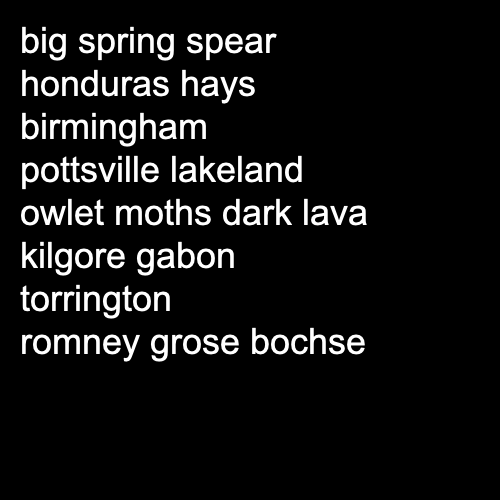 big spring spear
honduras hays
birmingham
pottsville lakeland
owlet moths dark lava
kilgore gabon
torrington
romney grose bochse